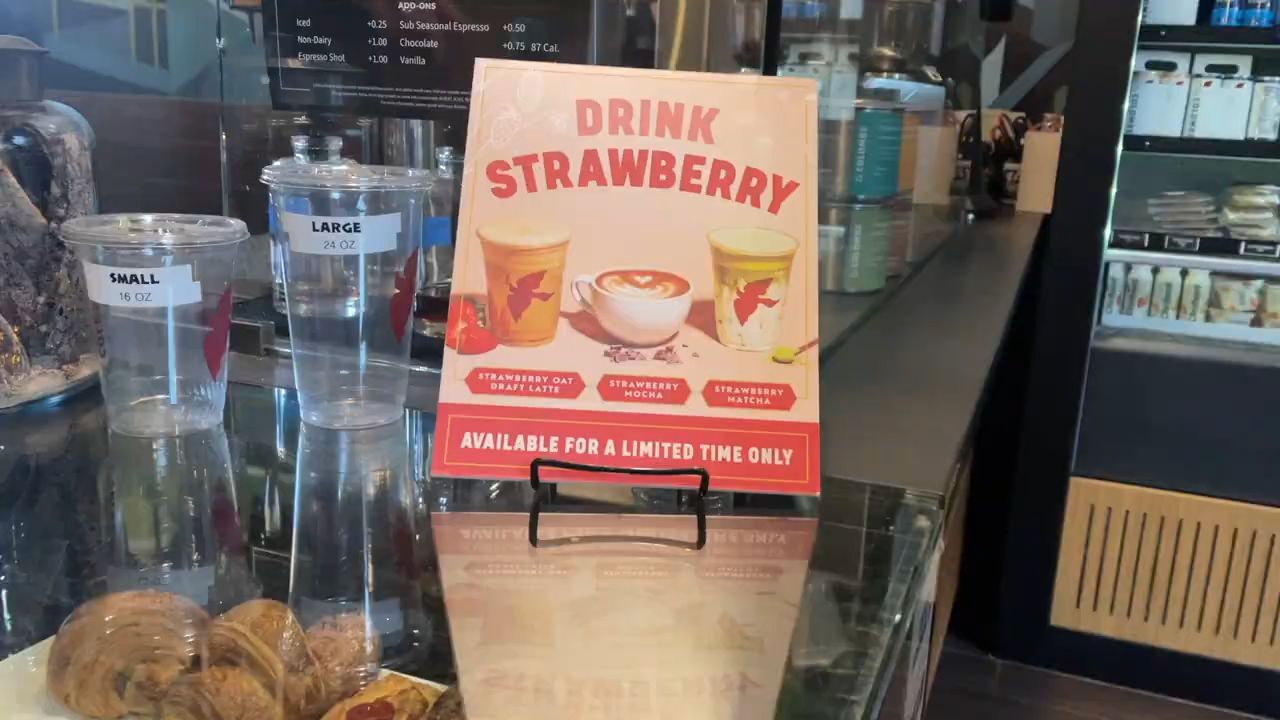 ADD-ONS
Iced +0.25 Sub Seasonal Espresso +0.50
Non-Dairy +1.00 Chocolate +0.75 87 Cal.
Espresso Shot +1.00 Vanilla
DRINK
STRAWBERRY
LARGE
24 OZ
SMALL
16 OZ
STRAWBERRY OAT
DRAFT LATTE
STRAWBERRY
MOCHA
STRAWBERRY
MATCHA
AVAILABLE FOR A LIMITED TIME ONLY